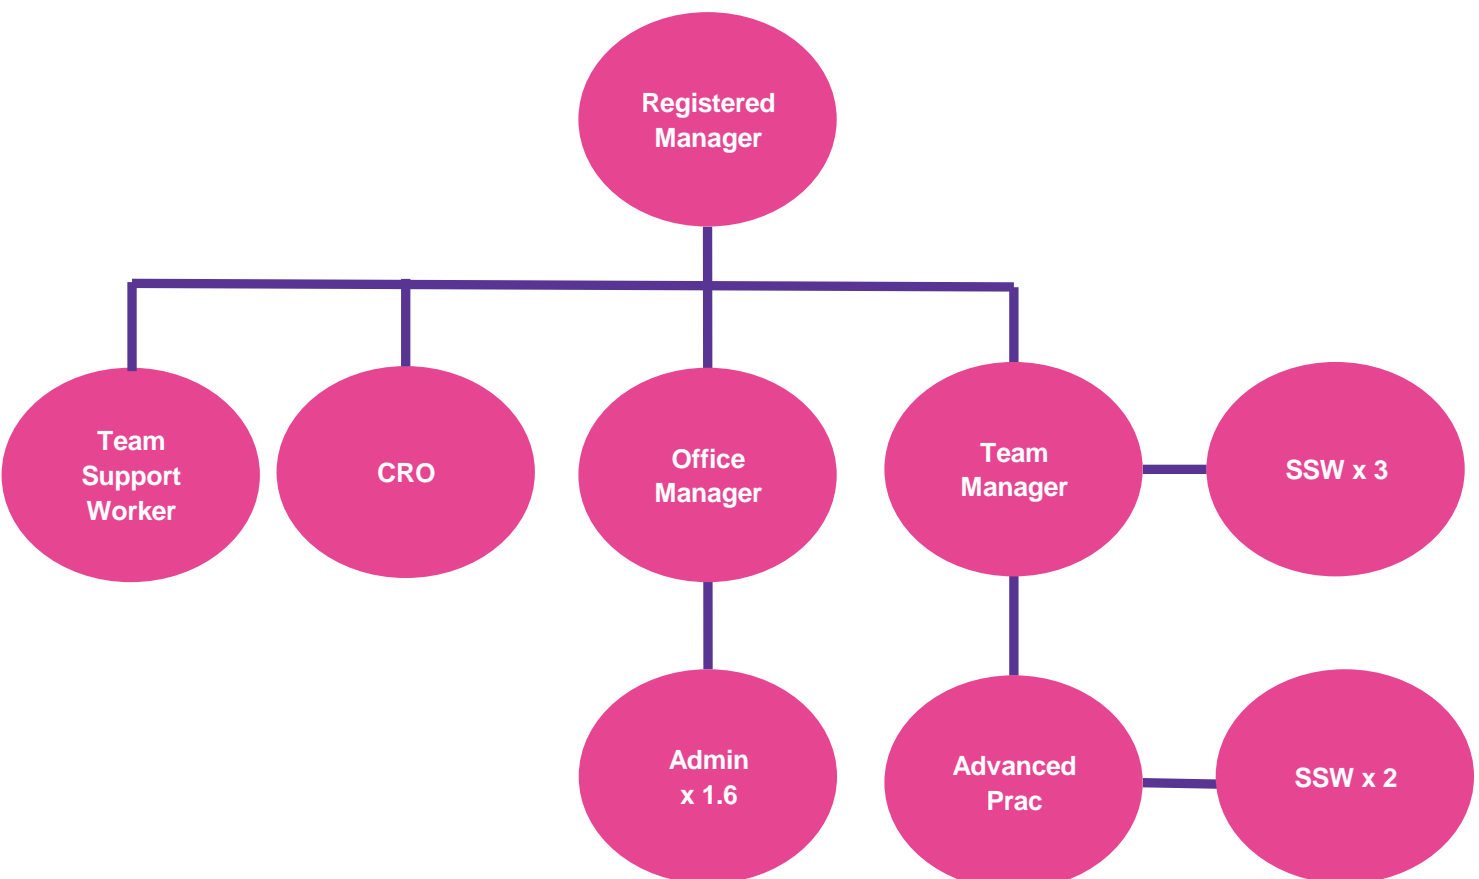 Registered
Manager
Team
Support
Worker
CRO
Office
Manager
Team
Manager
SSW x 3
Admin
x 1.6
Advanced
Prac
SSW x 2